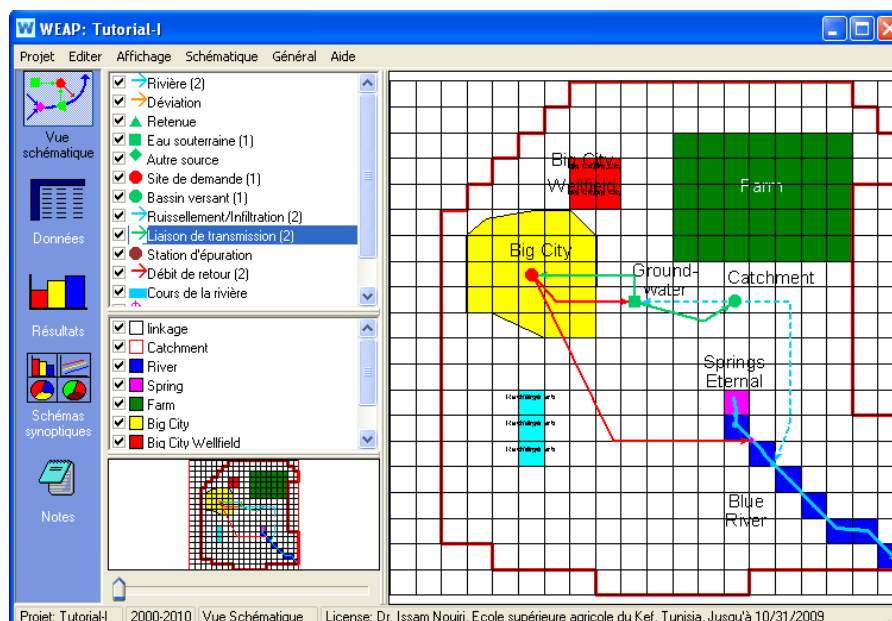 WEAP: Tutorial-I
Projet Editer Affichage Schématique Général Aide
Vue
schématique
Données
Résultats
Schémas
synoptiques
Notes
Rivière (2)
Déviation
Retenue
Eau souterraine (1)
Autre source
Site de demande (1)
Bassin versant (1)
Ruissellement/Infiltration (2)
Liaison de transmission (2)
Station d'épuration
Débit de retour (2)
Cours de la rivière
linkage
Catchment
River
Spring
Farm
Big City
Big City Wellfield
Big City
Wellfield
Farm
Big City
Ground-
water
Catchment
Springs
Eternal
Blue
River
Projet: Tutorial-I 2000-2010 Vue Schématique License: Dr. Issam Nouiri, Ecole supérieure agricole du Kef, Tunisia, Jusqu'à 10/31/2009